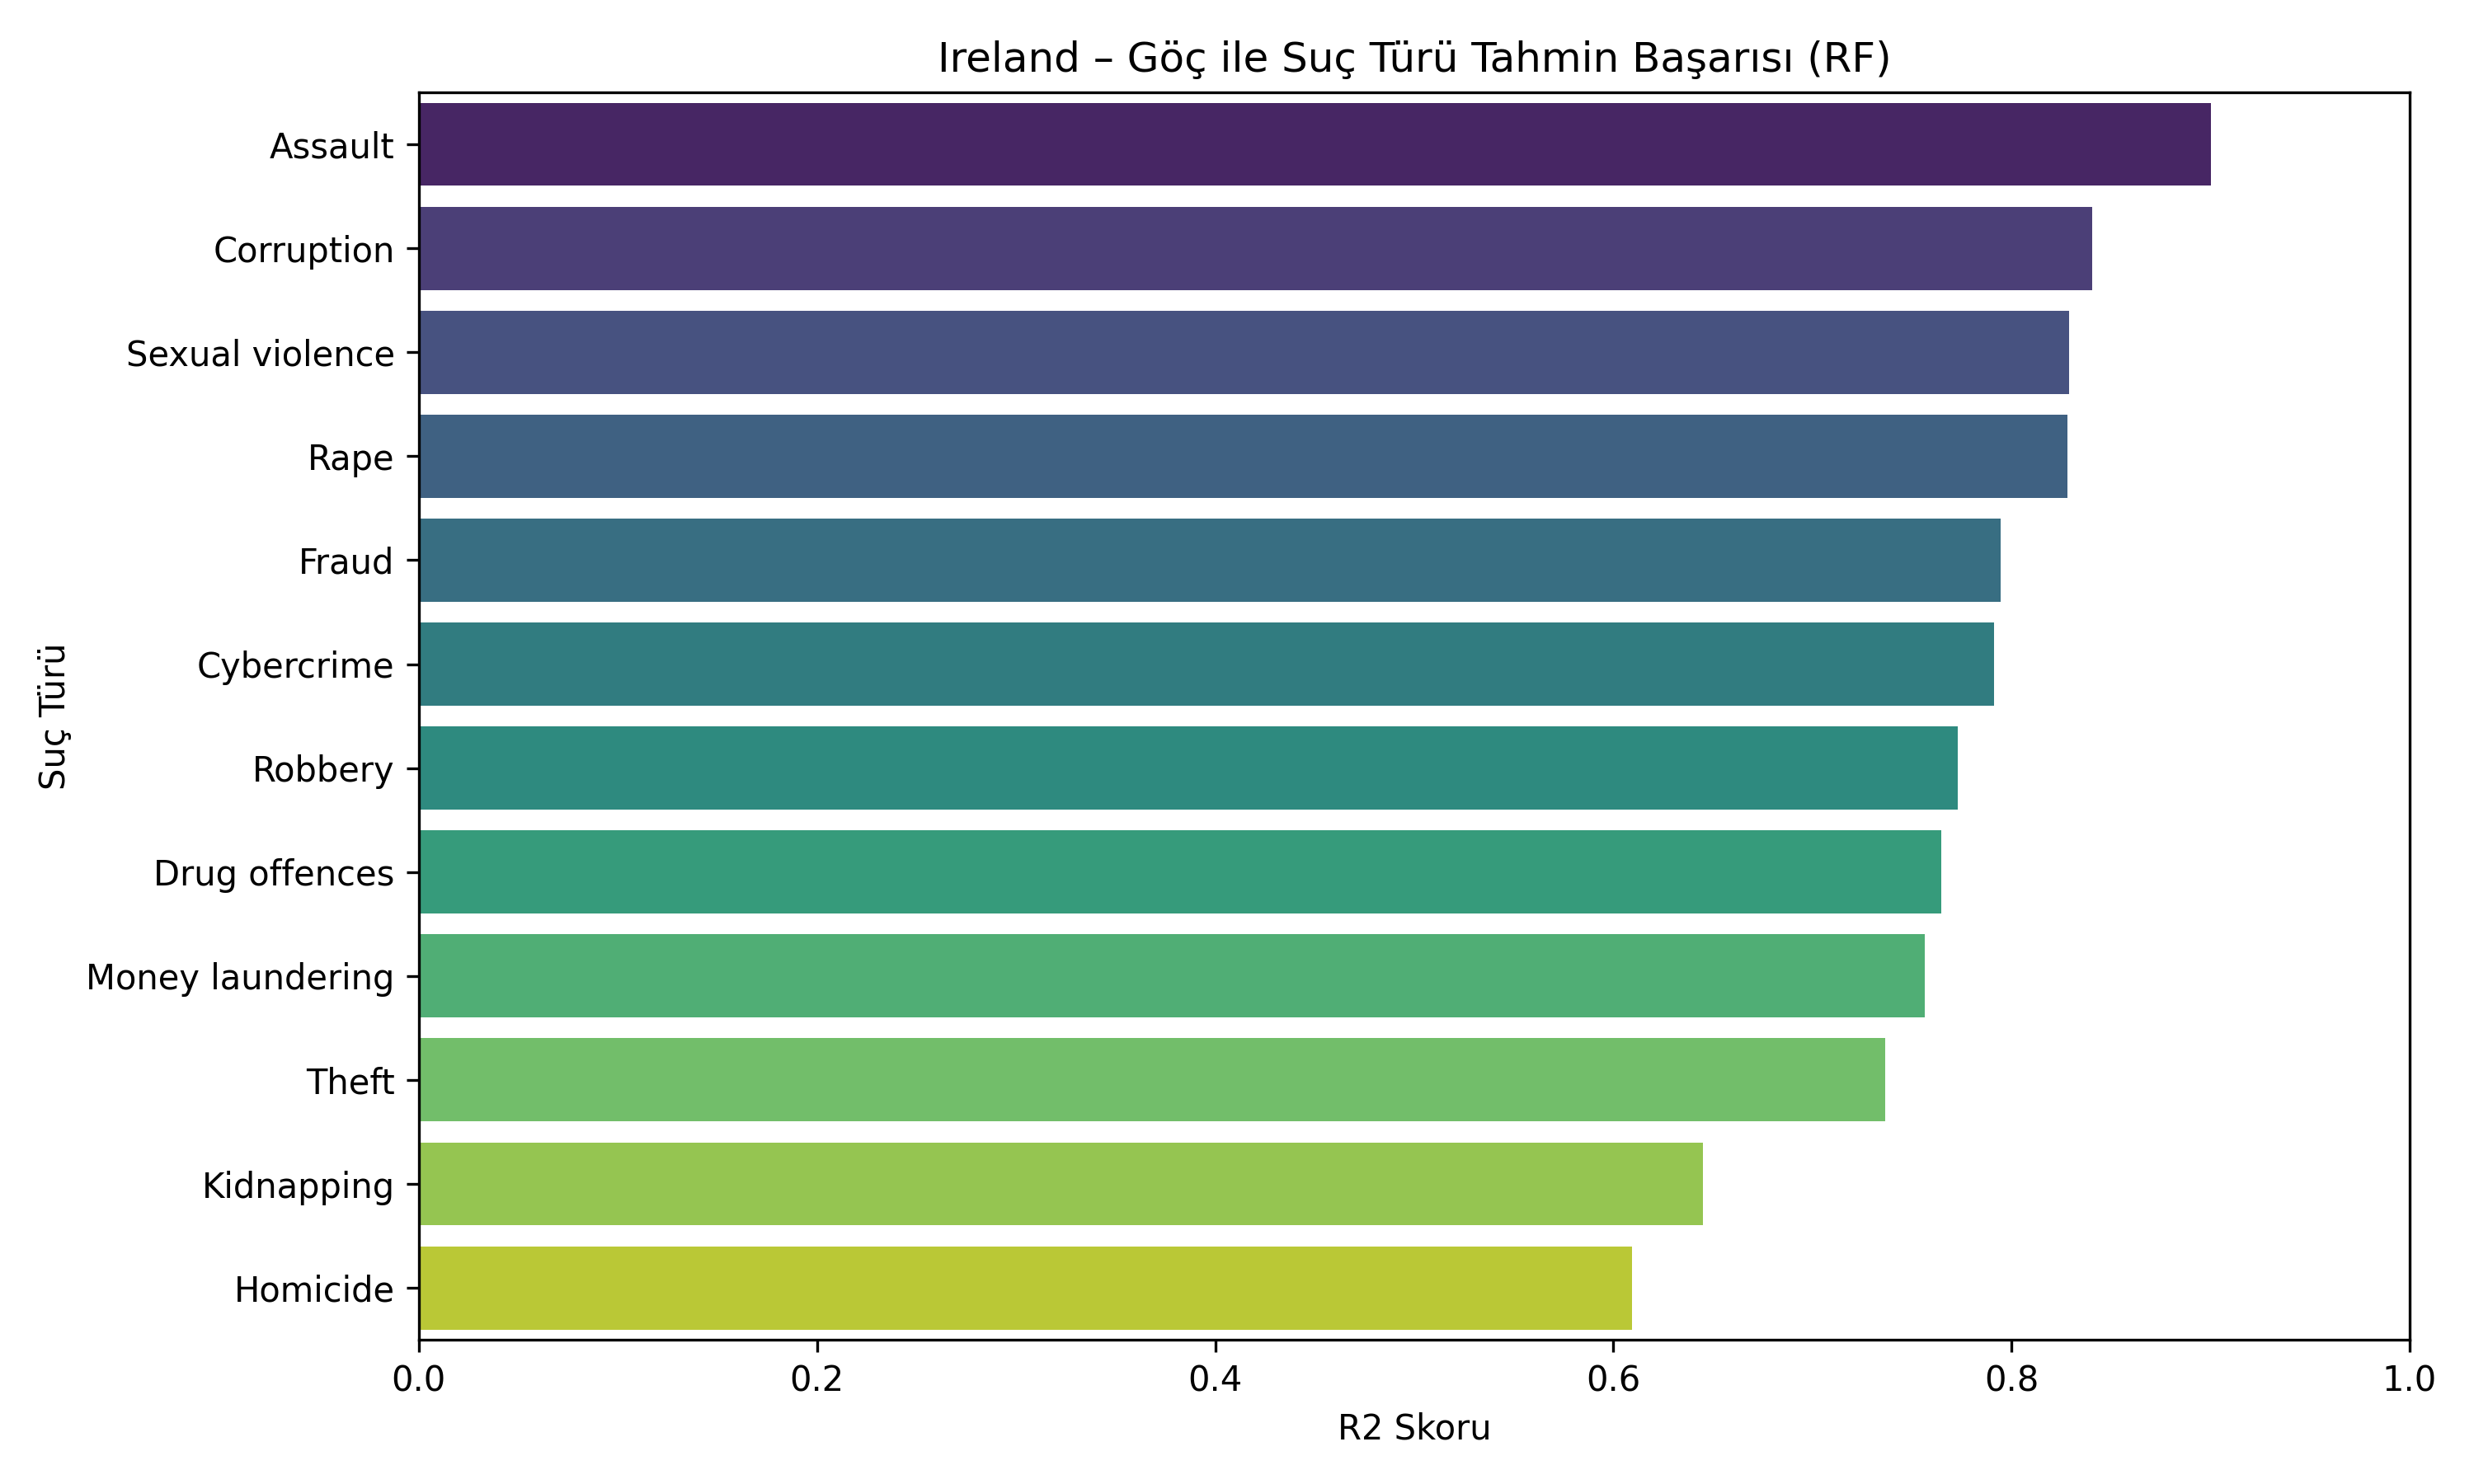 Ireland – Göç ile Suç Türü Tahmin Başarısı (RF)
Suç Türü
Assault
Corruption
Sexual violence
Rape
Fraud
Cybercrime
Robbery
Drug offences
Money laundering
Theft
Kidnapping
Homicide
0.0 0.2 0.4 0.6 0.8 1.0
R2 Skoru